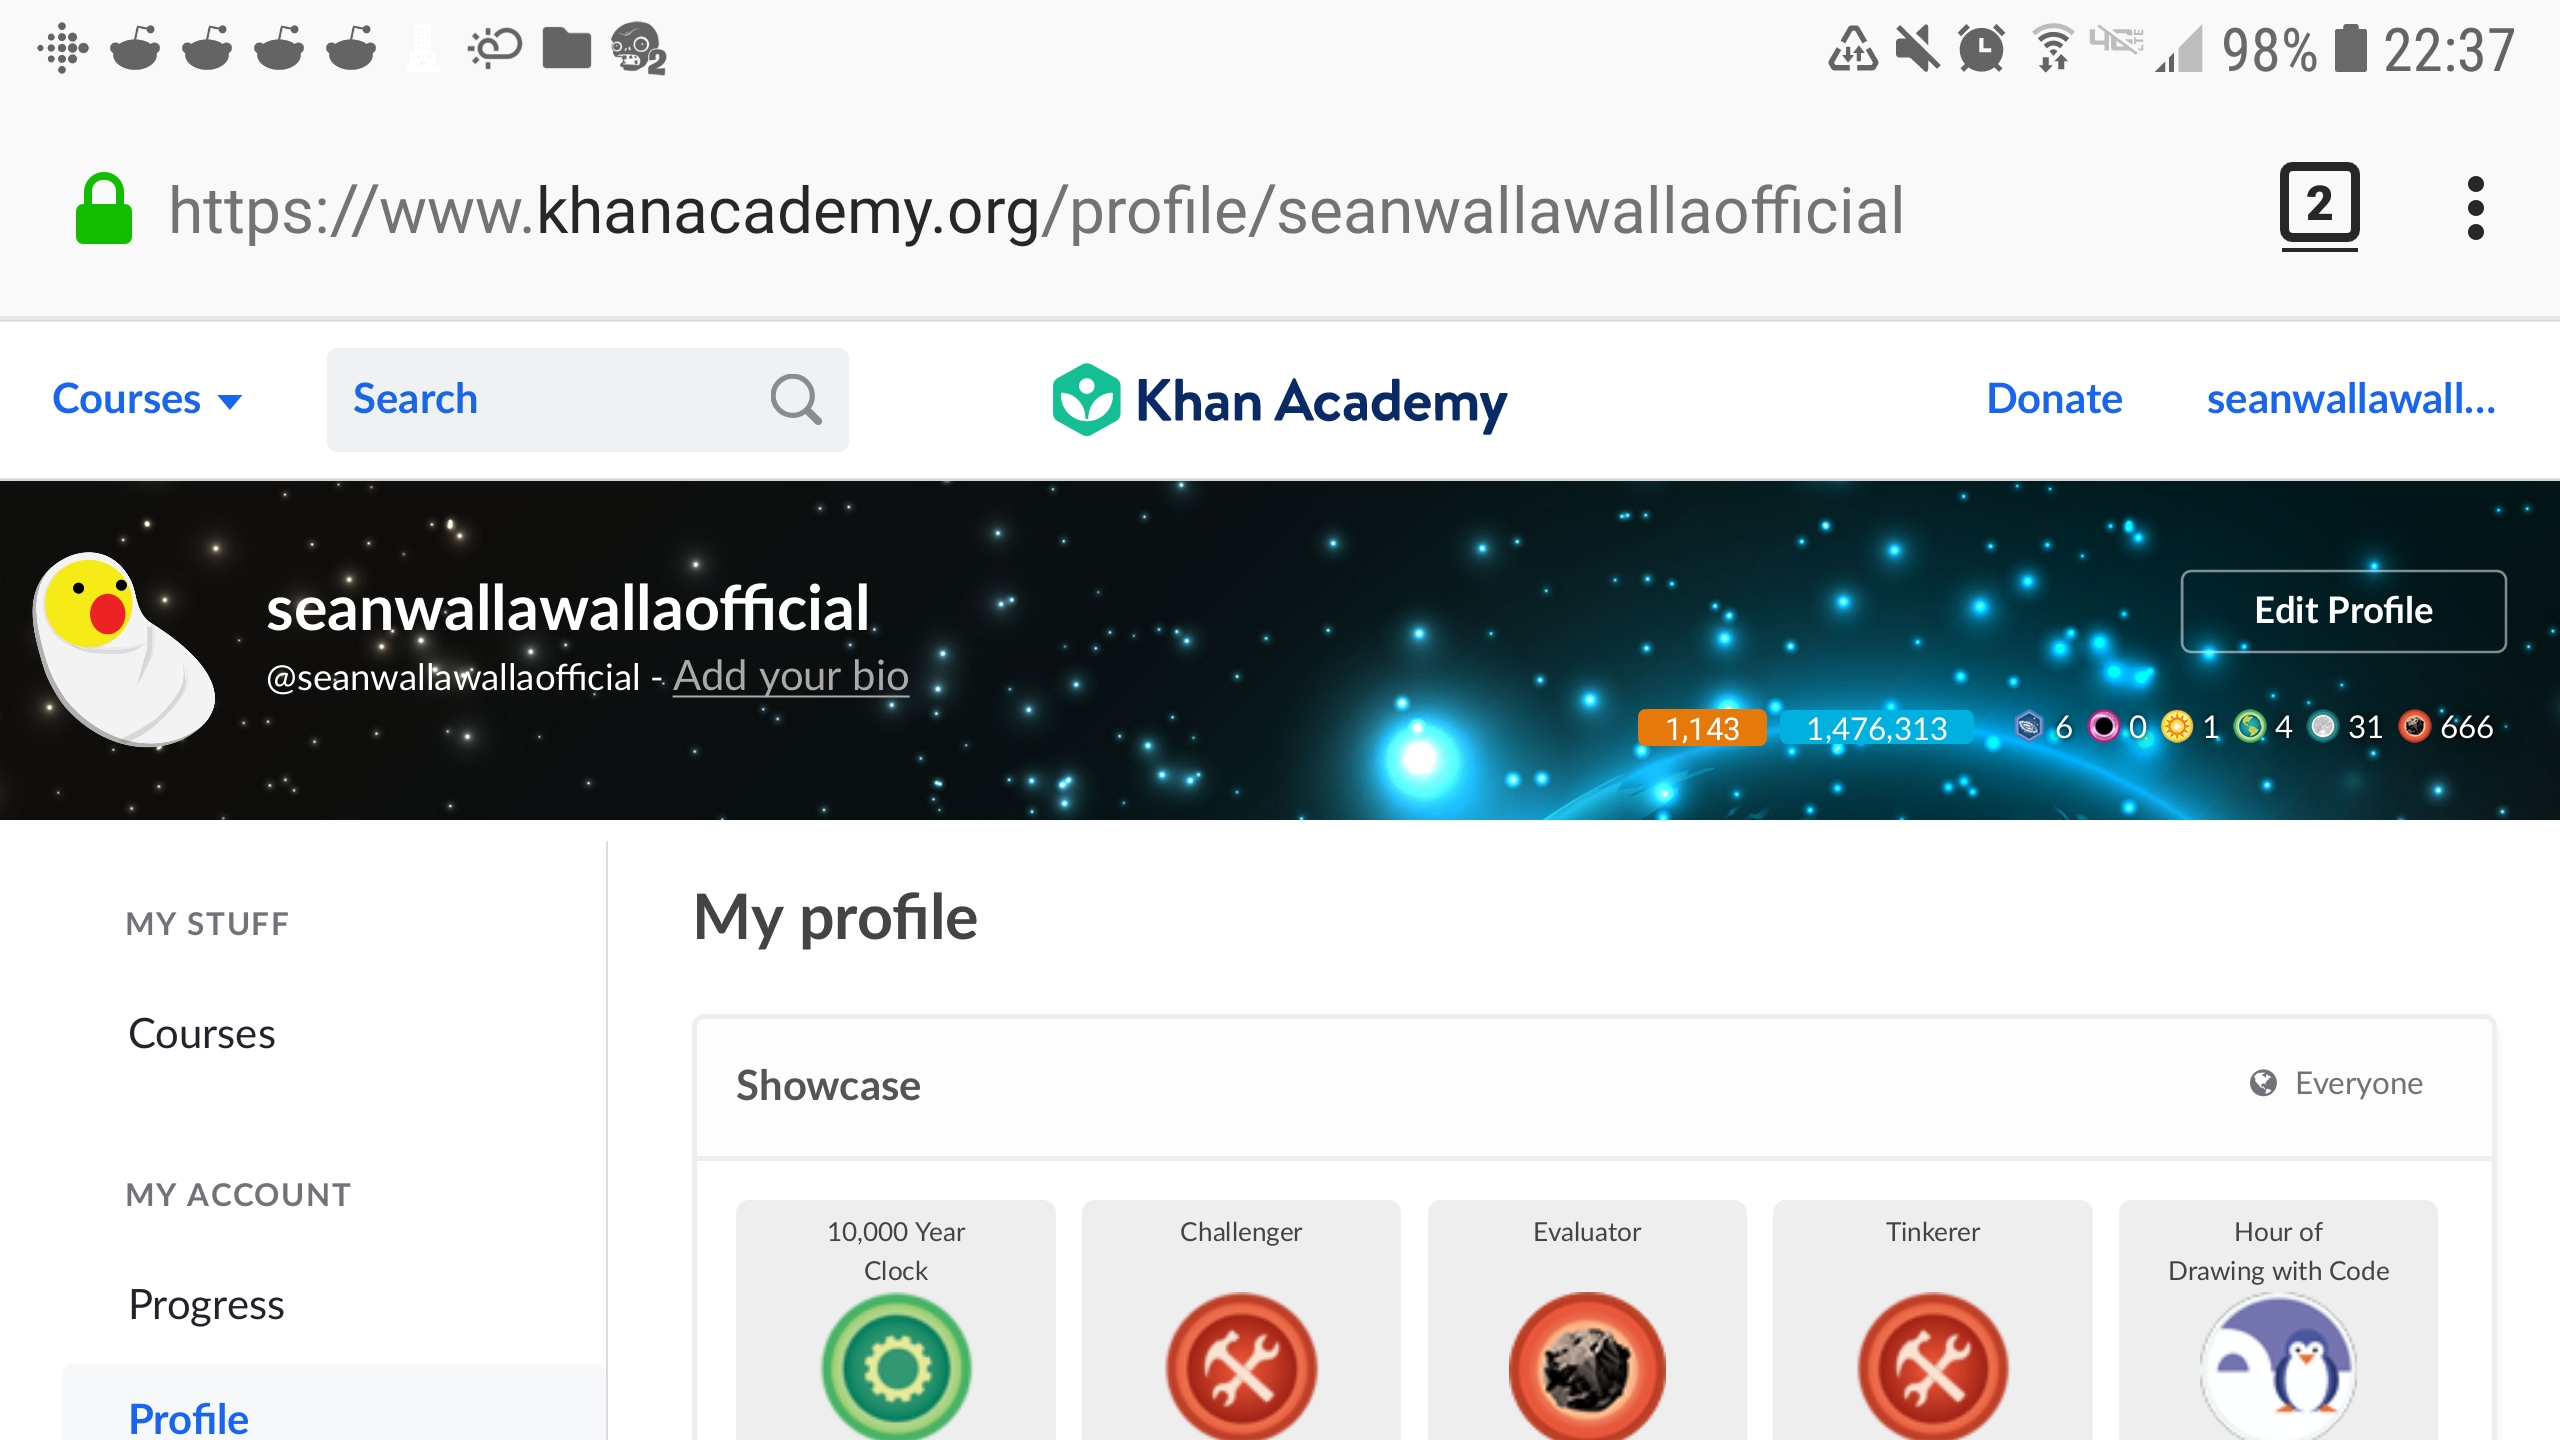 2 98% 22:37
https://www.khanacademy.org/profile/seanwallawallaofficial 2
Courses Search Khan Academy Donate seanwallawall...
seanwallawallaofficial
@seanwallawallaofficial - Add your bio
Edit Profile
1,143 1,476,313 6 0 1 4 31 666
MY STUFF
Courses
MY ACCOUNT
Progress
Profile
My profile
Showcase Everyone
10,000 Year
Clock
Challenger
Evaluator
Tinkerer
Hour of
Drawing with Code